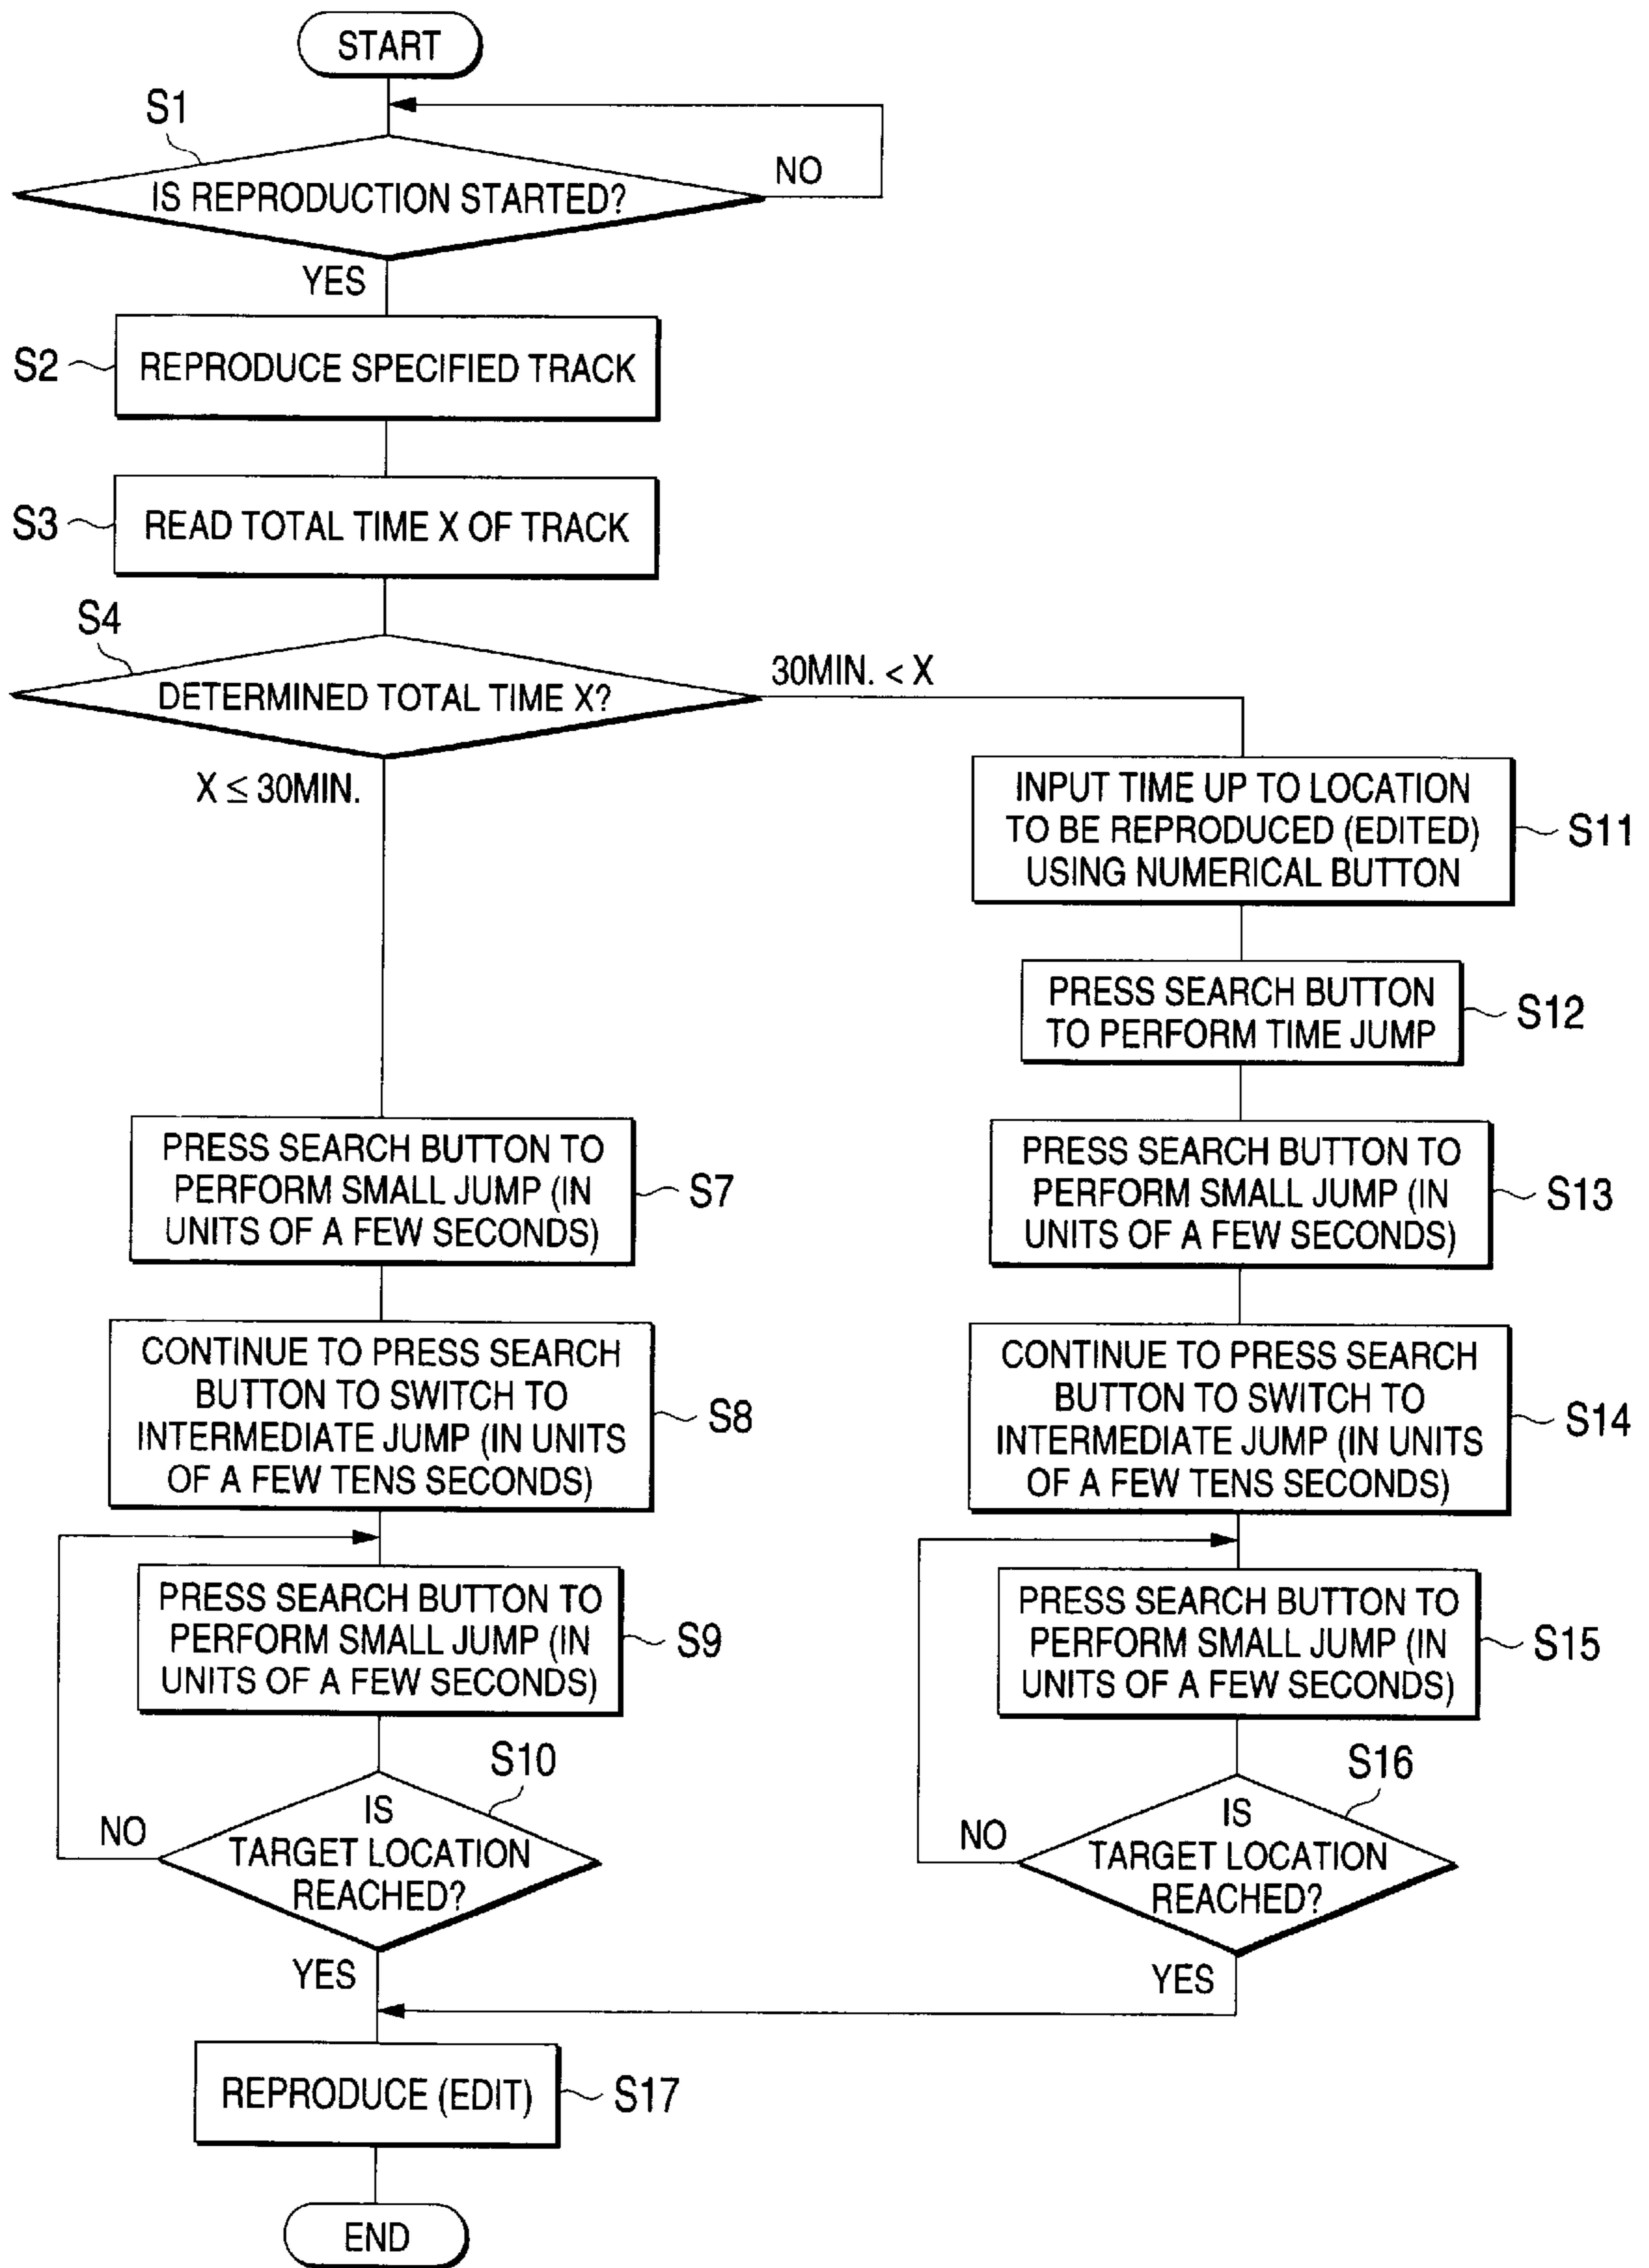 START
S1
NO
IS REPRODUCTION STARTED?
YES
S2
REPRODUCE SPECIFIED TRACK
S3
READ TOTAL TIME X OF TRACK
S4
30MIN. < X
DETERMINED TOTAL TIME X?
X ≤ 30MIN.
INPUT TIME UP TO LOCATION
TO BE REPRODUCED (EDITED)
USING NUMERICAL BUTTON
S11
PRESS SEARCH BUTTON
TO PERFORM TIME JUMP
S12
PRESS SEARCH BUTTON TO
PERFORM SMALL JUMP (IN
UNITS OF A FEW SECONDS)
S7
PRESS SEARCH BUTTON TO
PERFORM SMALL JUMP (IN
UNITS OF A FEW SECONDS)
S13
CONTINUE TO PRESS SEARCH
BUTTON TO SWITCH TO
INTERMEDIATE JUMP (IN UNITS
OF A FEW TENS SECONDS)
S8
CONTINUE TO PRESS SEARCH
BUTTON TO SWITCH TO
INTERMEDIATE JUMP (IN UNITS
OF A FEW TENS SECONDS)
S14
PRESS SEARCH BUTTON TO
PERFORM SMALL JUMP (IN
UNITS OF A FEW SECONDS)
S9
PRESS SEARCH BUTTON TO
PERFORM SMALL JUMP (IN
UNITS OF A FEW SECONDS)
S15
S10
IS
TARGET LOCATION
REACHED?
NO
YES
S16
IS
TARGET LOCATION
REACHED?
NO
YES
REPRODUCE (EDIT)
S17
END